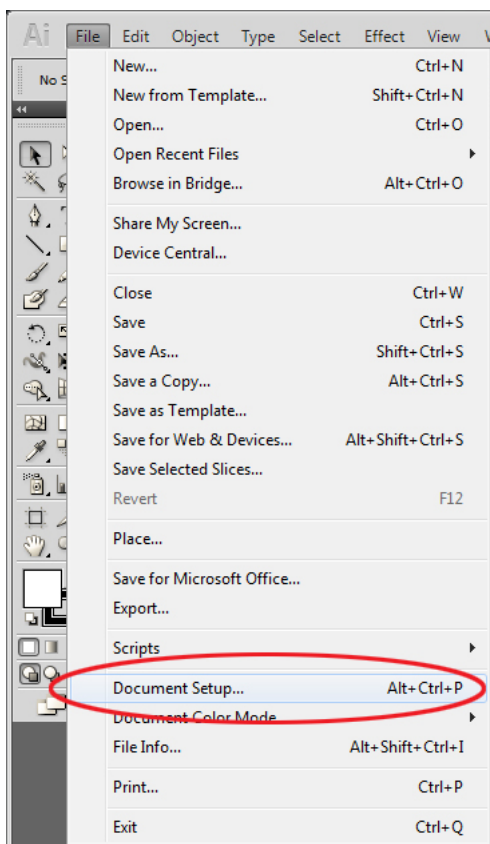 Ai File Edit Object Type Select Effect View
No S
New... Ctrl+N
New from Template... Shift+Ctrl+N
Open... Ctrl+O
Open Recent Files
Browse in Bridge... Alt+Ctrl+O
Share My Screen...
Device Central...
Close Ctrl+W
Save Ctrl+S
Save As... Shift+Ctrl+S
Save a Copy... Alt+Ctrl+S
Save as Template...
Save for Web & Devices... Alt+Shift+Ctrl+S
Save Selected Slices...
Revert F12
Place...
Save for Microsoft Office...
Export...
Scripts
Document Setup... Alt+Ctrl+P
Document Color Mode
File Info... Alt+Shift+Ctrl+I
Print... Ctrl+P
Exit Ctrl+Q